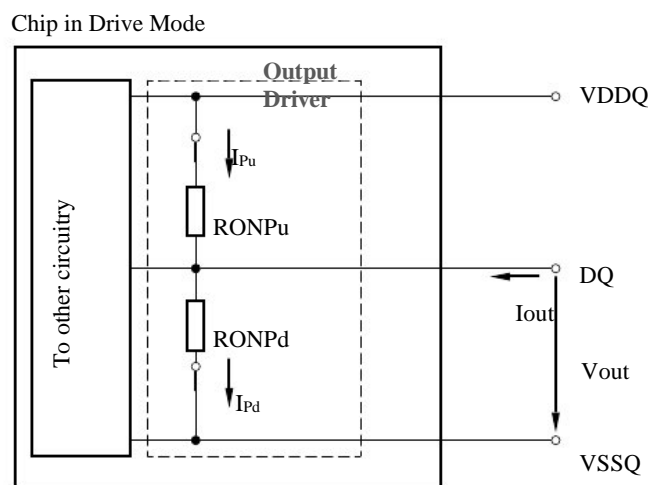 Chip in Drive Mode
Output
Driver
VDDQ
IPu
RONPu
To other circuitry
DQ
Iout
RONPd
Vout
IPd
VSSQ